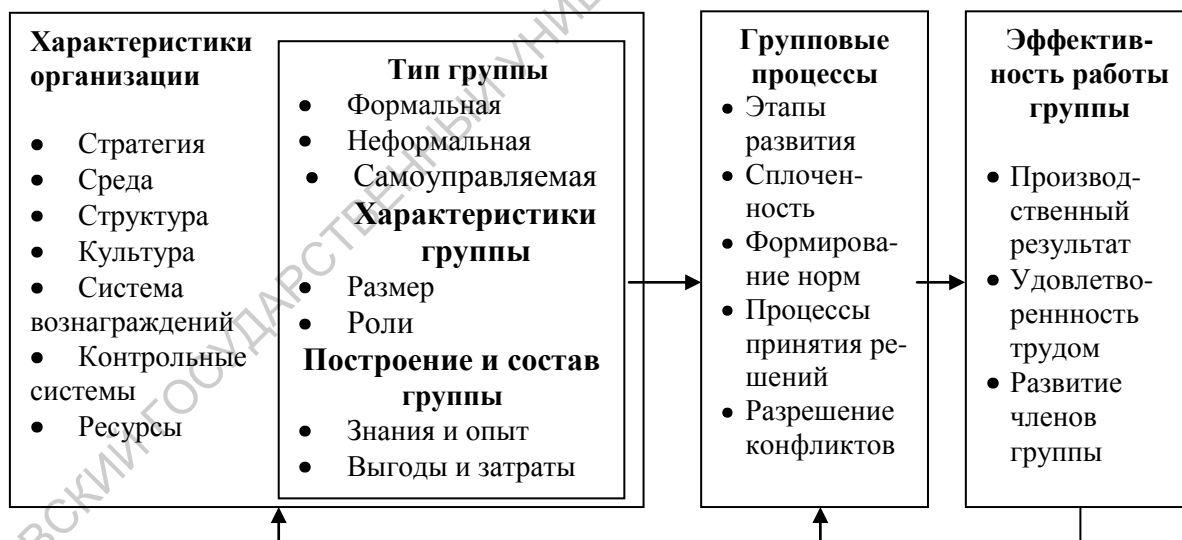 Характеристики
организации
• Стратегия
• Среда
• Структура
• Культура
• Система
вознаграждений
• Контрольные
системы
• Ресурсы
Тип группы
• Формальная
• Неформальная
• Самоуправляемая
Характеристики
группы
• Размер
• Роли
Построение и состав
группы
• Знания и опыт
• Выгоды и затраты
Групповые
процессы
• Этапы
развития
• Сплочен-
ность
• Формирова-
ние норм
• Процессы
принятия ре-
шений
• Разрешение
конфликтов
Эффектив-
ность работы
группы
• Производ-
ственный
результат
• Удовлетво-
реннность
трудом
• Развитие
членов
группы
ГОСУДАРСТВЕННЫЙ